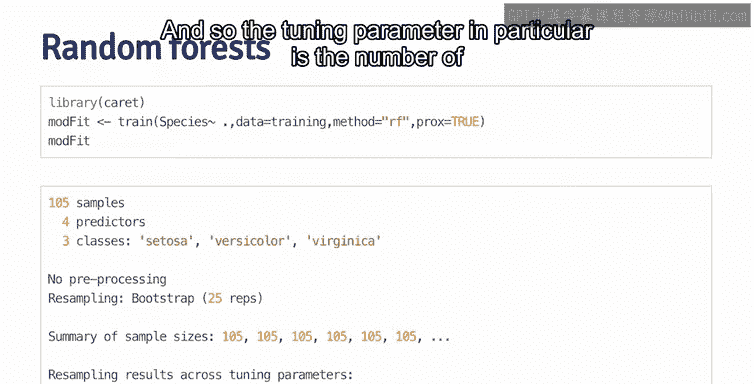 And so the tuning parameter in particular
is the number of
Random forests
library(caret)
modFit <- train(Species~ .,data=training,method="rf",prox=TRUE)
modFit
105 samples
4 predictors
3 classes: 'setosa', 'versicolor', 'virginica'
No pre-processing
Resampling: Bootstrap (25 reps)
Summary of sample sizes: 105, 105, 105, 105, 105, 105, ...
Resampling results across tuning parameters: